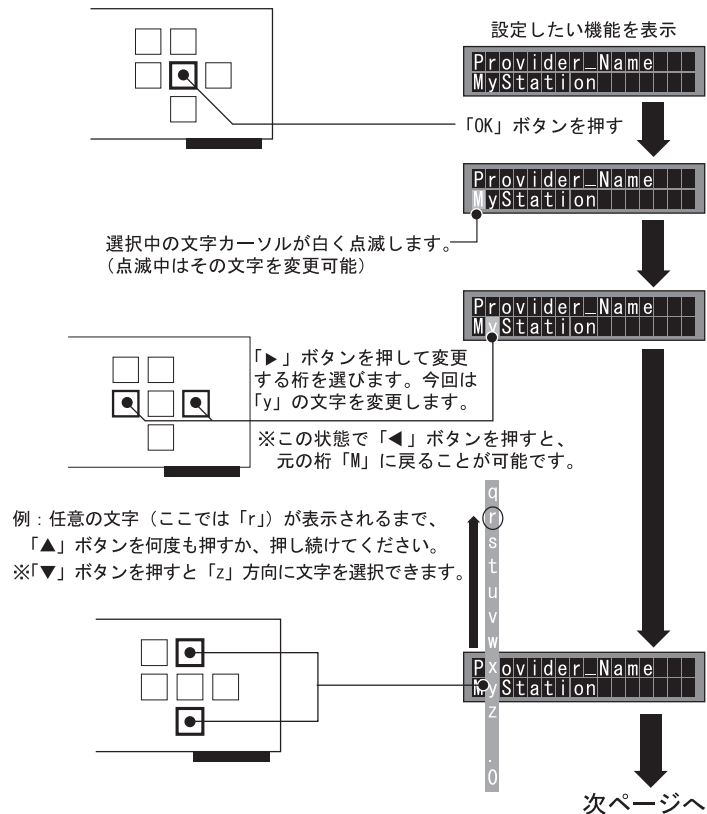 設定したい機能を表示
Provider_Name
MyStation
「OK」ボタンを押す
Provider_Name
MyStation
選択中の文字カーソルが白く点滅します。
(点滅中はその文字を変更可能)
Provider_Name
MyStation
「▶」ボタンを押して変更
する桁を選びます。今回は
「y」の文字を変更します。
※この状態で「◀」ボタンを押すと、
元の桁「M」に戻ることが可能です。
例:任意の文字(ここでは「r」)が表示されるまで、
「▲」ボタンを何度も押すか、押し続けてください。
※「▼」ボタンを押すと「z」方向に文字を選択できます。
q
r
s
t
u
v
w
x
y
z
.
0
Provider_Name
MyStation
次ページへ